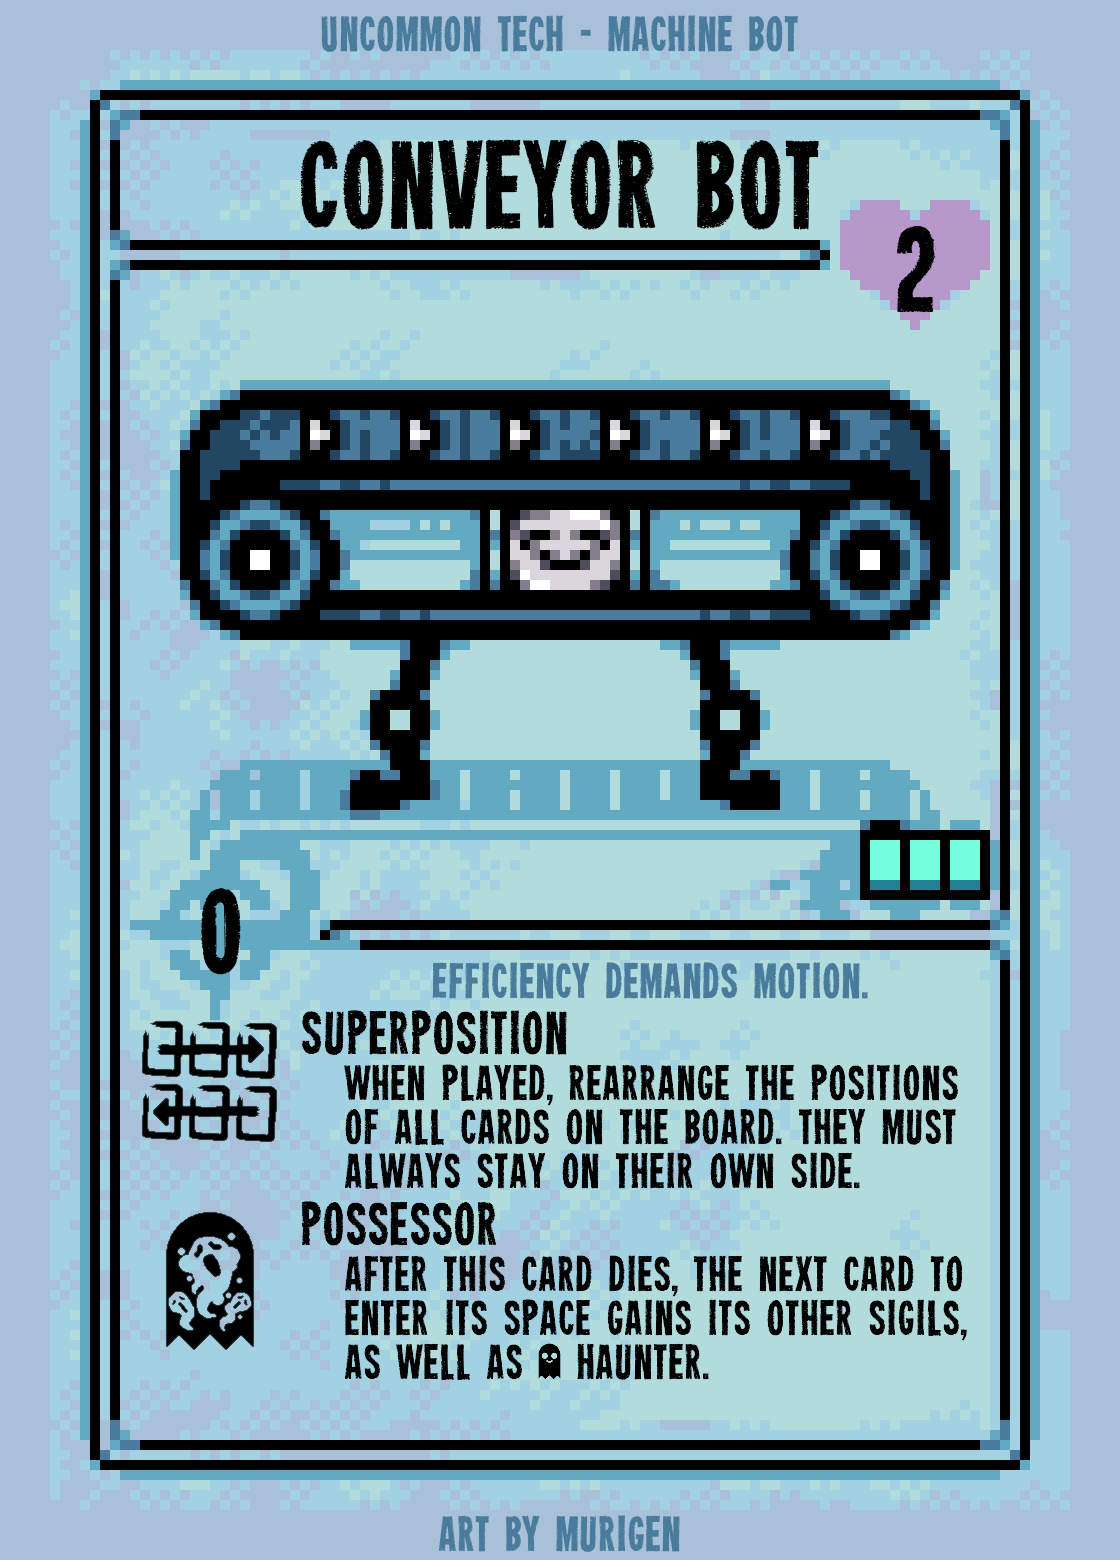 UNCOMMON TECH - MACHINE BOT
CONVEYOR BOT
2
0
EFFICIENCY DEMANDS MOTION.
SUPERPOSITION
WHEN PLAYED, REARRANGE THE POSITIONS
OF ALL CARDS ON THE BOARD. THEY MUST
ALWAYS STAY ON THEIR OWN SIDE.
POSSESSOR
AFTER THIS CARD DIES, THE NEXT CARD TO
ENTER ITS SPACE GAINS ITS OTHER SIGILS,
AS WELL AS HAUNTER.
ART BY MURIGEN